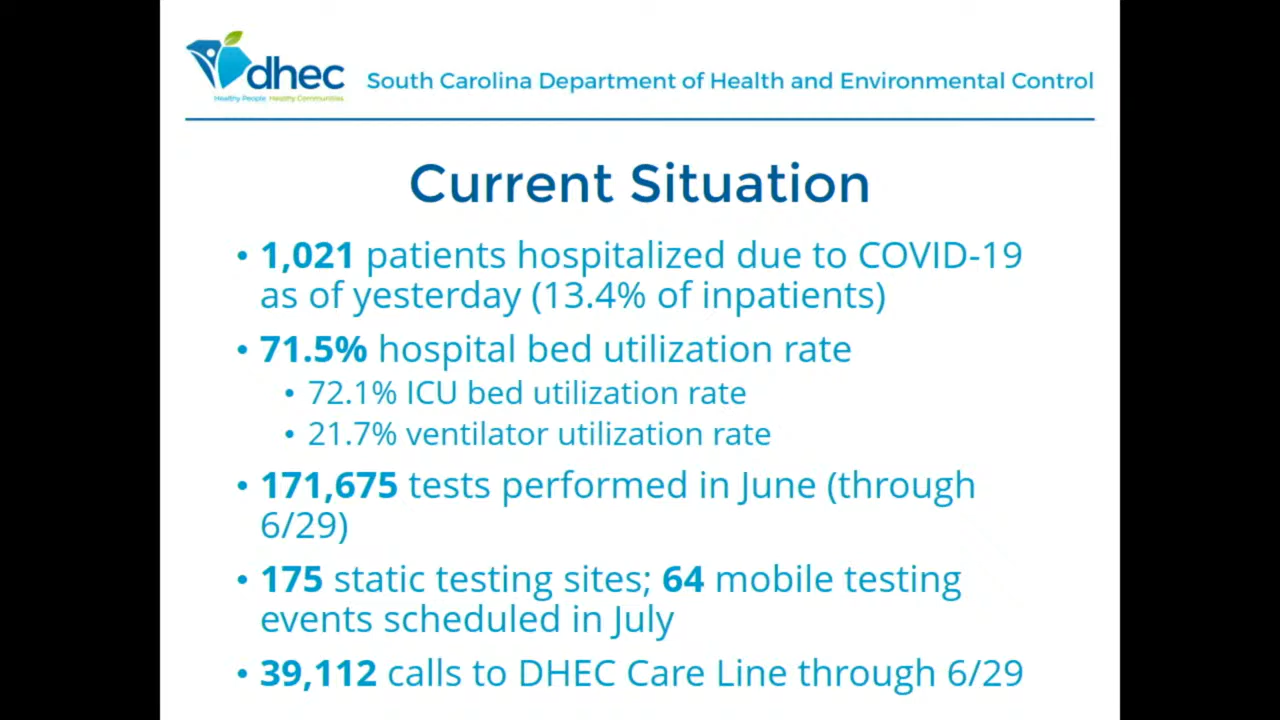 dhec
Healthy People. Healthy Communities.
South Carolina Department of Health and Environmental Control
Current Situation
• 1,021 patients hospitalized due to COVID-19
as of yesterday (13.4% of inpatients)
• 71.5% hospital bed utilization rate
• 72.1% ICU bed utilization rate
• 21.7% ventilator utilization rate
• 171,675 tests performed in June (through
6/29)
• 175 static testing sites; 64 mobile testing
events scheduled in July
• 39,112 calls to DHEC Care Line through 6/29